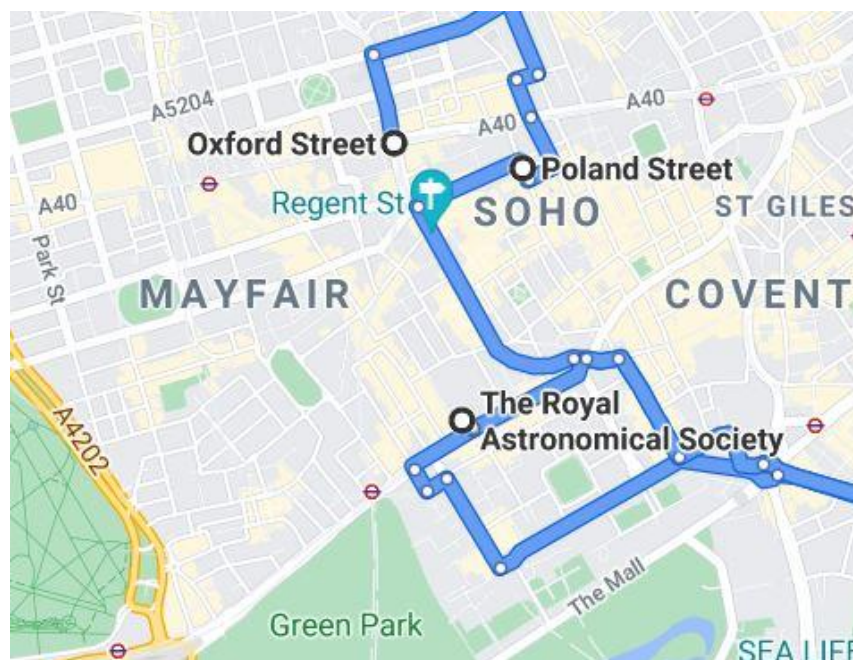 A5204
A40
A40
Oxford Street
Poland Street
A40
Regent St
SOHO
ST GILES
Park St
MAYFAIR
COVENT
The Royal
Astronomical Society
A4202
The Mall
Green Park
SEA LIFE